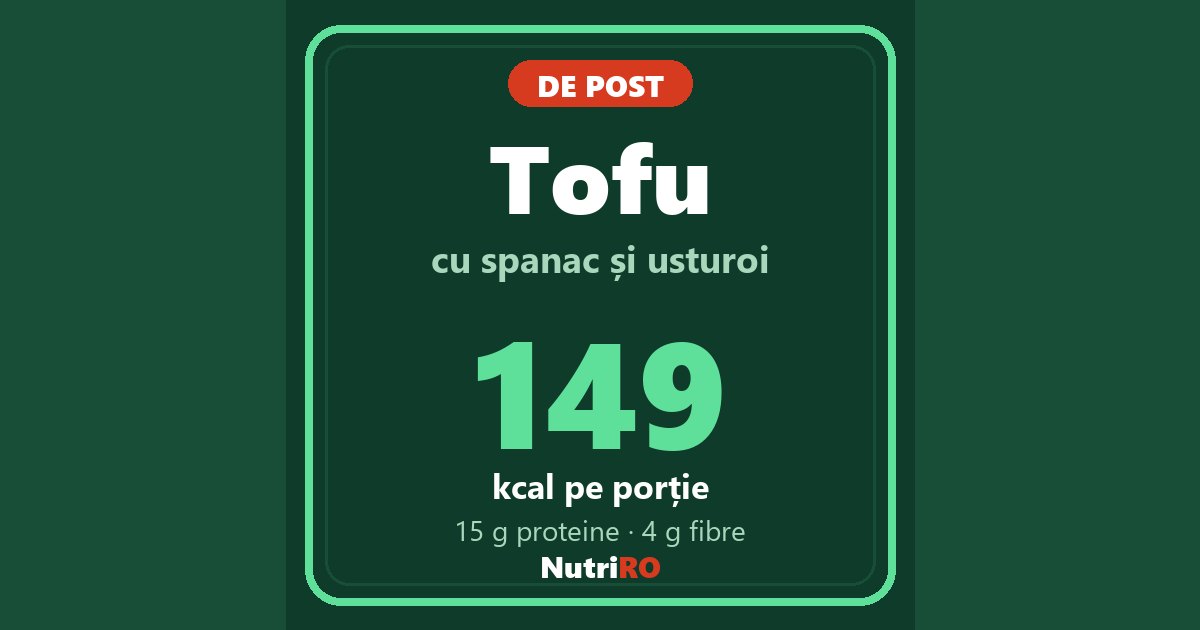 DE POST
Tofu
cu spanac și usturoi
149
kcal pe porție
15 g proteine · 4 g fibre
NutriRO